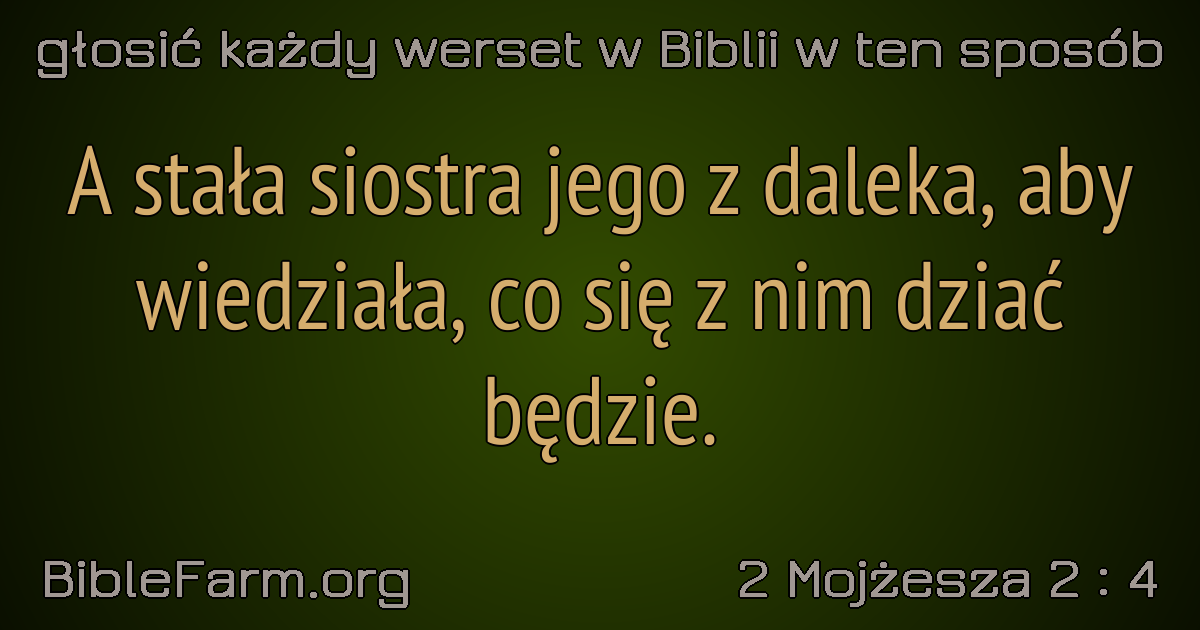 głosić każdy werset w Biblii w ten sposób
A stała siostra jego z daleka, aby
wiedziała, co się z nim dziać
będzie.
BibleFarm.org
2 Mojżesza 2 : 4